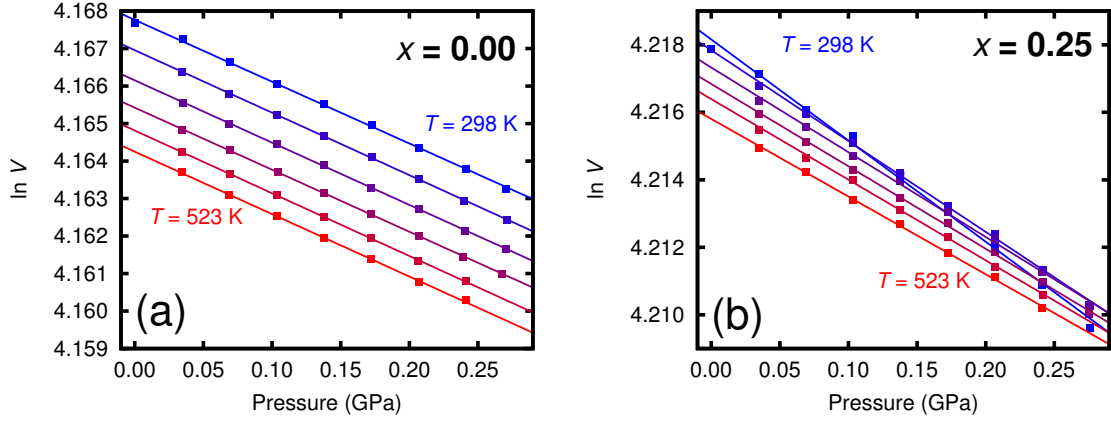 4.168
4.167
4.166
4.165
4.164
4.163
4.162
4.161
4.160
4.159
ln V
x = 0.00
T = 298 K
T = 523 K
(a)
0.00 0.05 0.10 0.15 0.20 0.25
Pressure (GPa)
4.218
4.216
4.214
4.212
4.210
ln V
T = 298 K
x = 0.25
T = 523 K
(b)
0.00 0.05 0.10 0.15 0.20 0.25
Pressure (GPa)